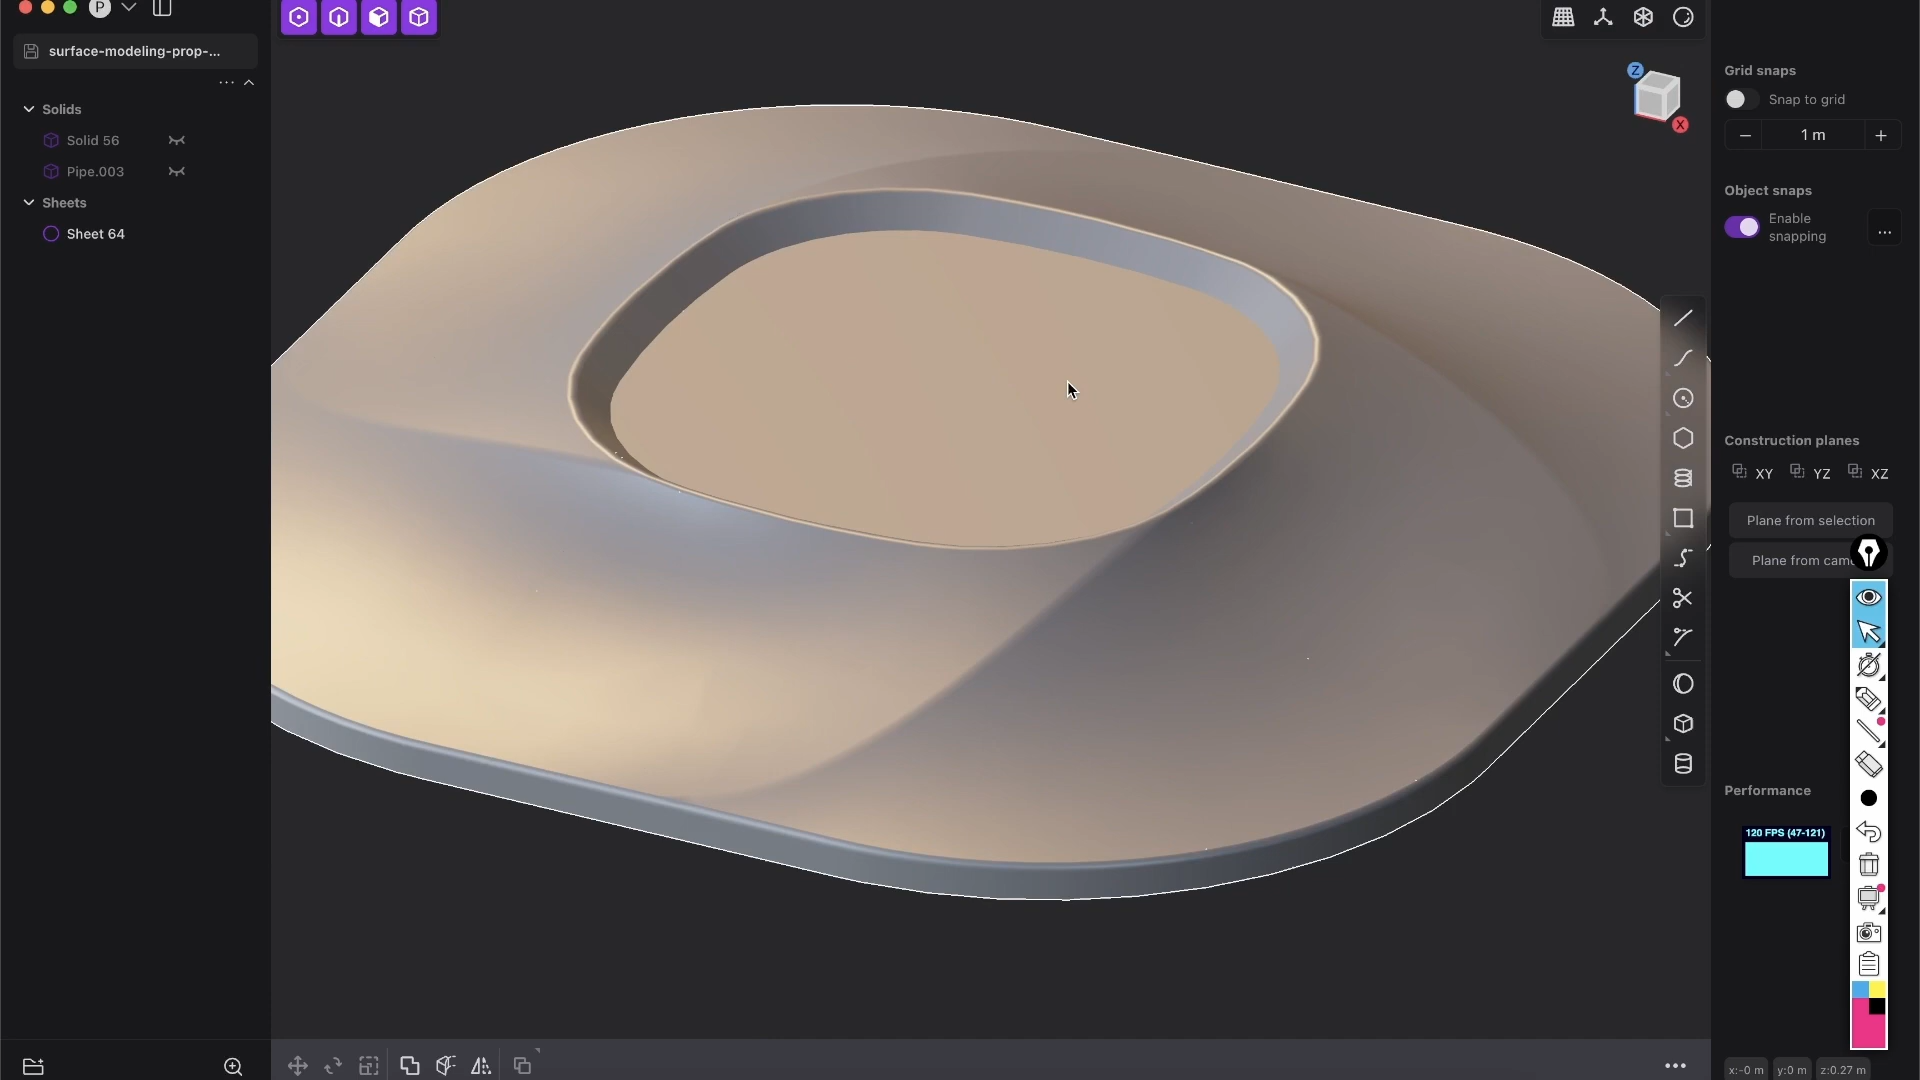 P
surface-modeling-prop-...
Solids
Solid 56
Pipe.003
Sheets
Sheet 64
Z
X
Grid snaps
Snap to grid
1 m
Object snaps
Enable
snapping
...
Construction planes
XY YZ XZ
Plane from selection
Plane from cam
Performance
120 FPS (47-121)
x:-0 m y:0 m z:0.27 m